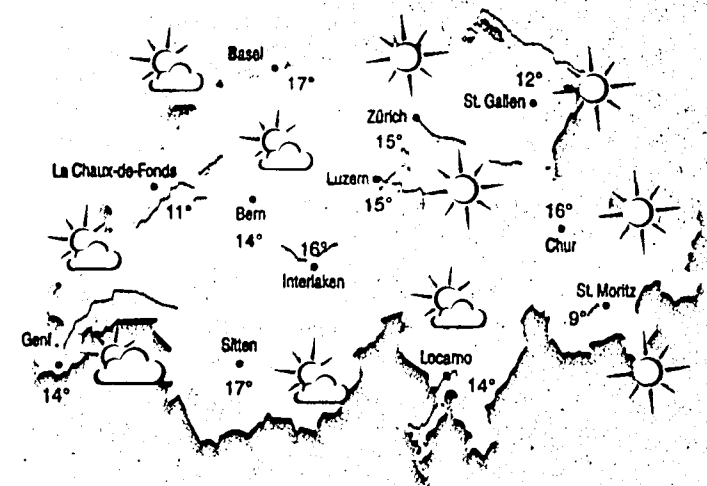 Basel
17°
12°
St. Gallen
Zürich
15°
La Chaux-de-Fonds
11°
Luzern
15°
Bern
14°
16°
Chur
16°
Interlaken
St. Moritz
9°
Genf
14°
Sitten
17°
Locarno
14°